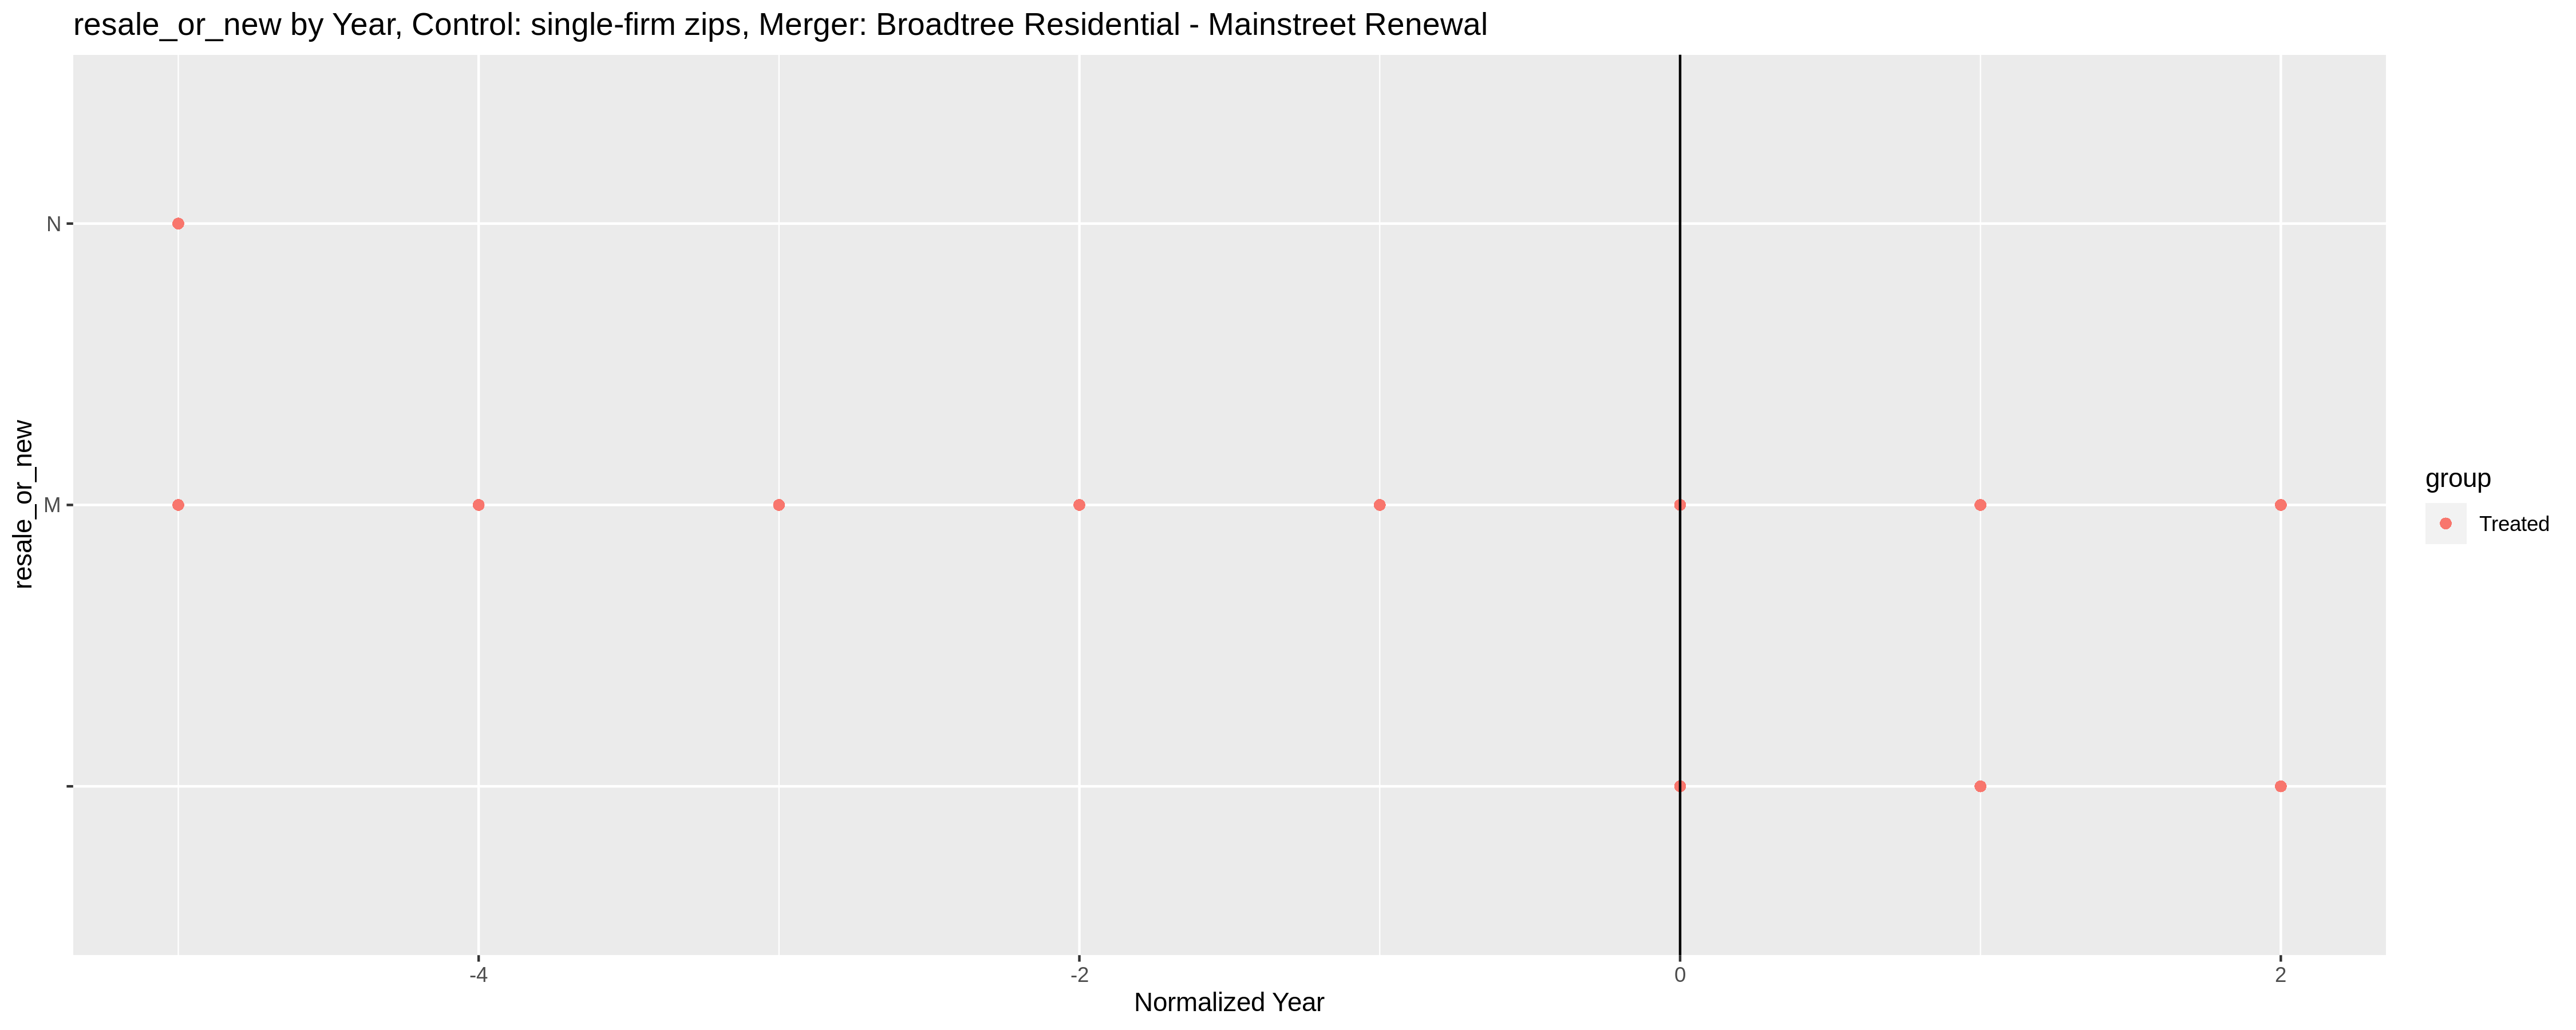 resale_or_new by Year, Control: single-firm zips, Merger: Broadtree Residential - Mainstreet Renewal
resale_or_new
N
M
-4
-2
0
2
Normalized Year
group
Treated